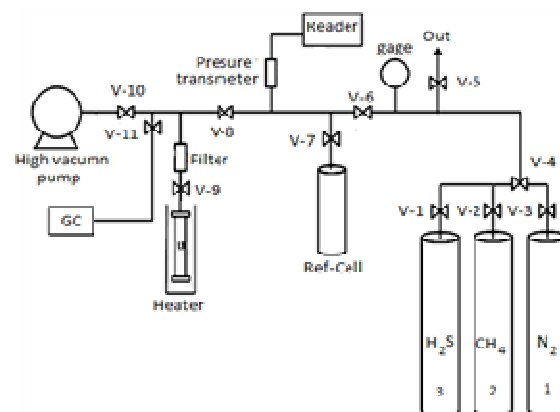 Reader
Out
Presure
transmeter
gage
V-5
V-10
V-6
V-11
V-8
V-7
V-4
High vacumn
pump
Filter
V-9
V-1
V-2
V-3
GC
Ref-Cell
Heater
H2S
CH4
N2
3
2
1